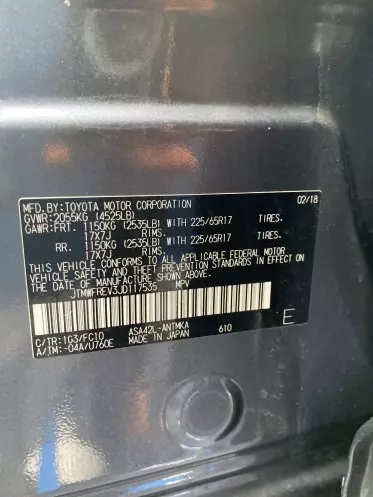 MFD.BY:TOYOTA MOTOR CORPORATION 02/18
GVWR:2055KG (4525LB)
GAWR:FRT. 1150KG (2535LB) WITH 225/65R17 TIRES.
17X7J RIMS.
RR. 1150KG (2535LB) WITH 225/65R17 TIRES.
17X7J RIMS.
THIS VEHICLE CONFORMS TO ALL APPLICABLE FEDERAL MOTOR
VEHICLE SAFETY STANDARDS IN EFFECT ON THE DATE OF
MANUFACTURE SHOWN ABOVE.
JTMWFREV3JD117535 MPV
E
C/TR:1G3/FC10 ASA42L-ANTMKA 610
A/TM:-04A/U760E MADE IN JAPAN